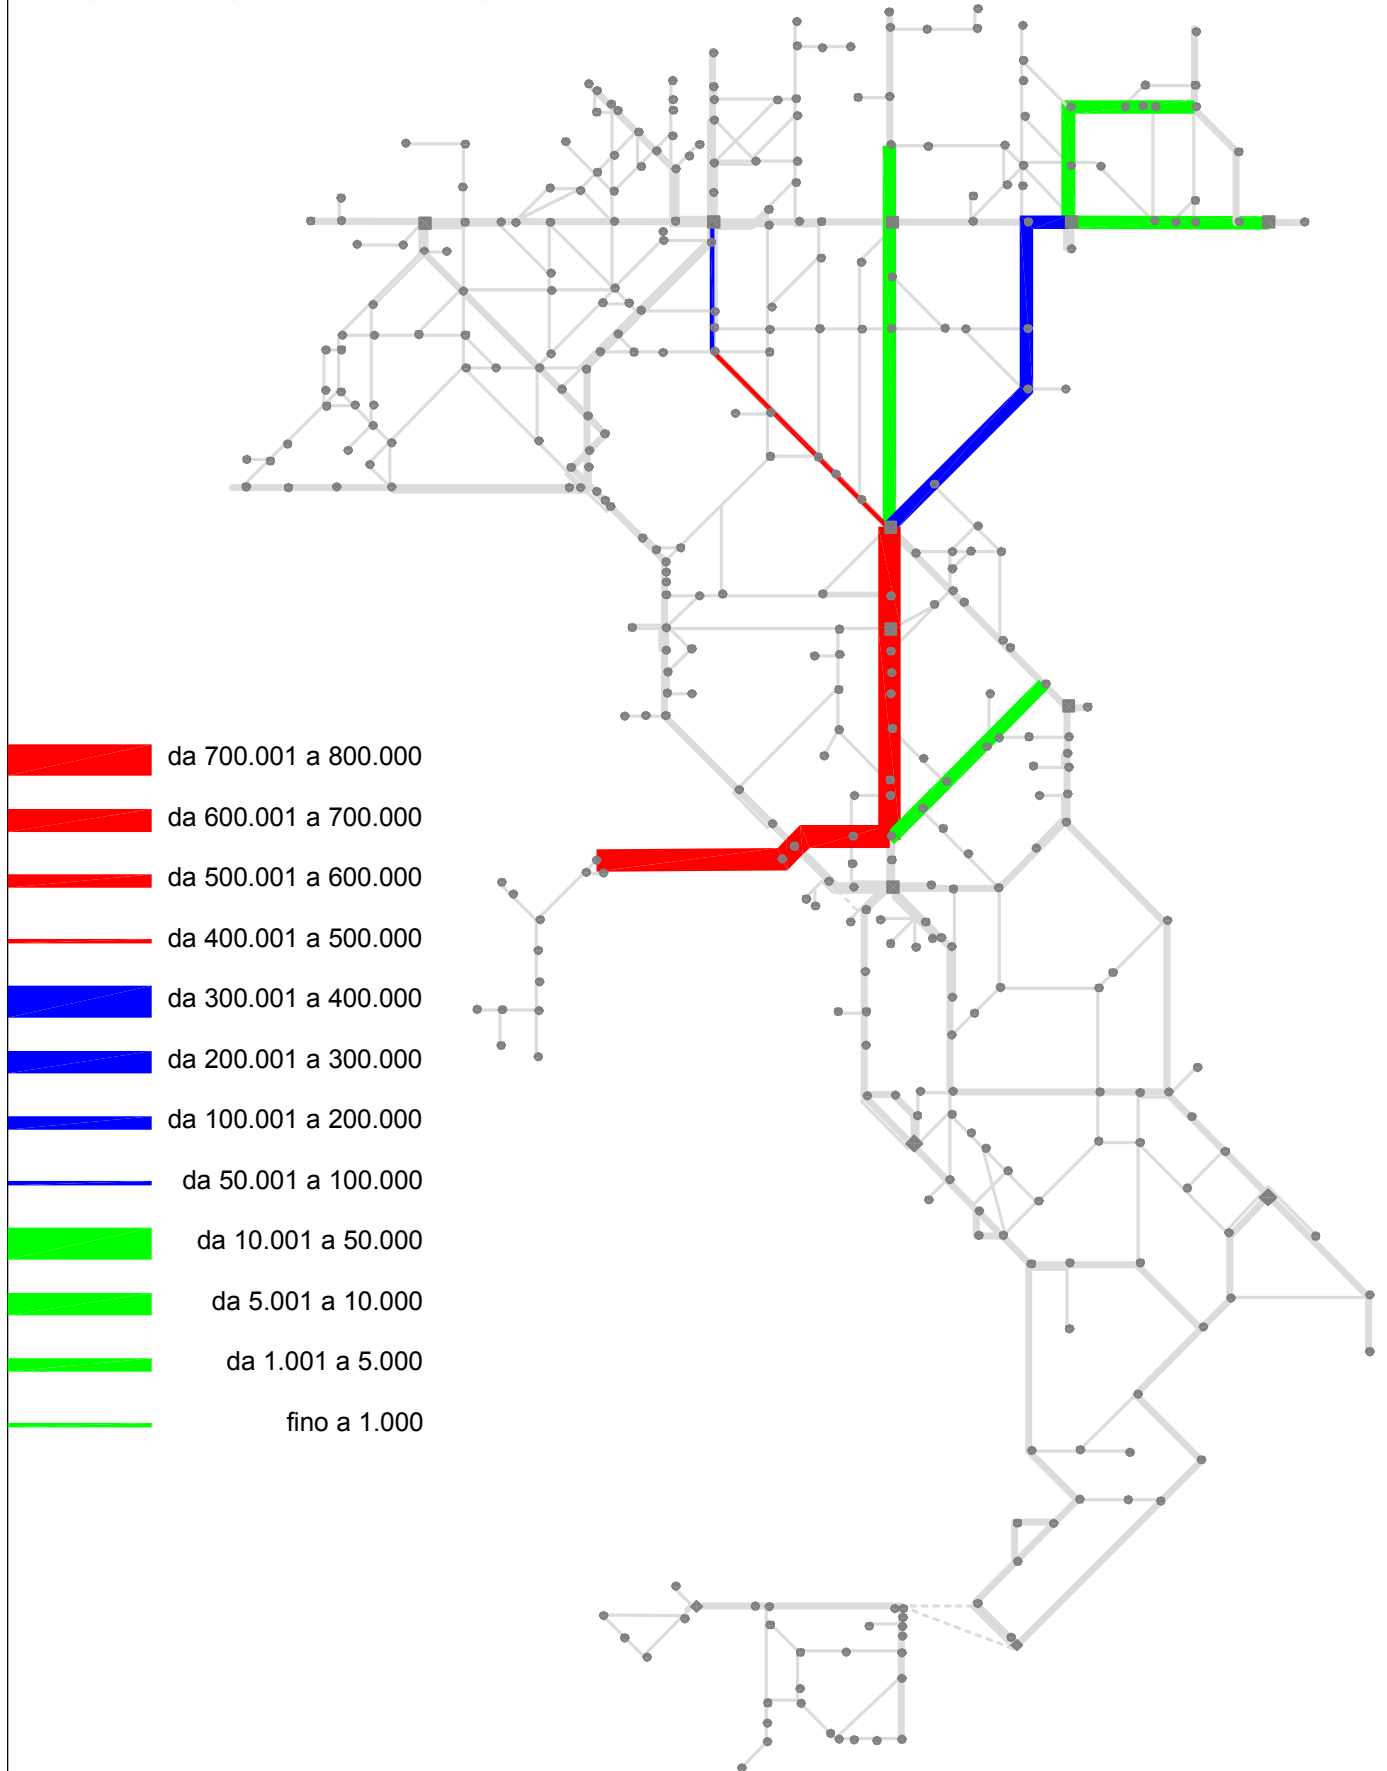 da 700.001 a 800.000
da 600.001 a 700.000
da 500.001 a 600.000
da 400.001 a 500.000
da 300.001 a 400.000
da 200.001 a 300.000
da 100.001 a 200.000
da 50.001 a 100.000
da 10.001 a 50.000
da 5.001 a 10.000
da 1.001 a 5.000
fino a 1.000